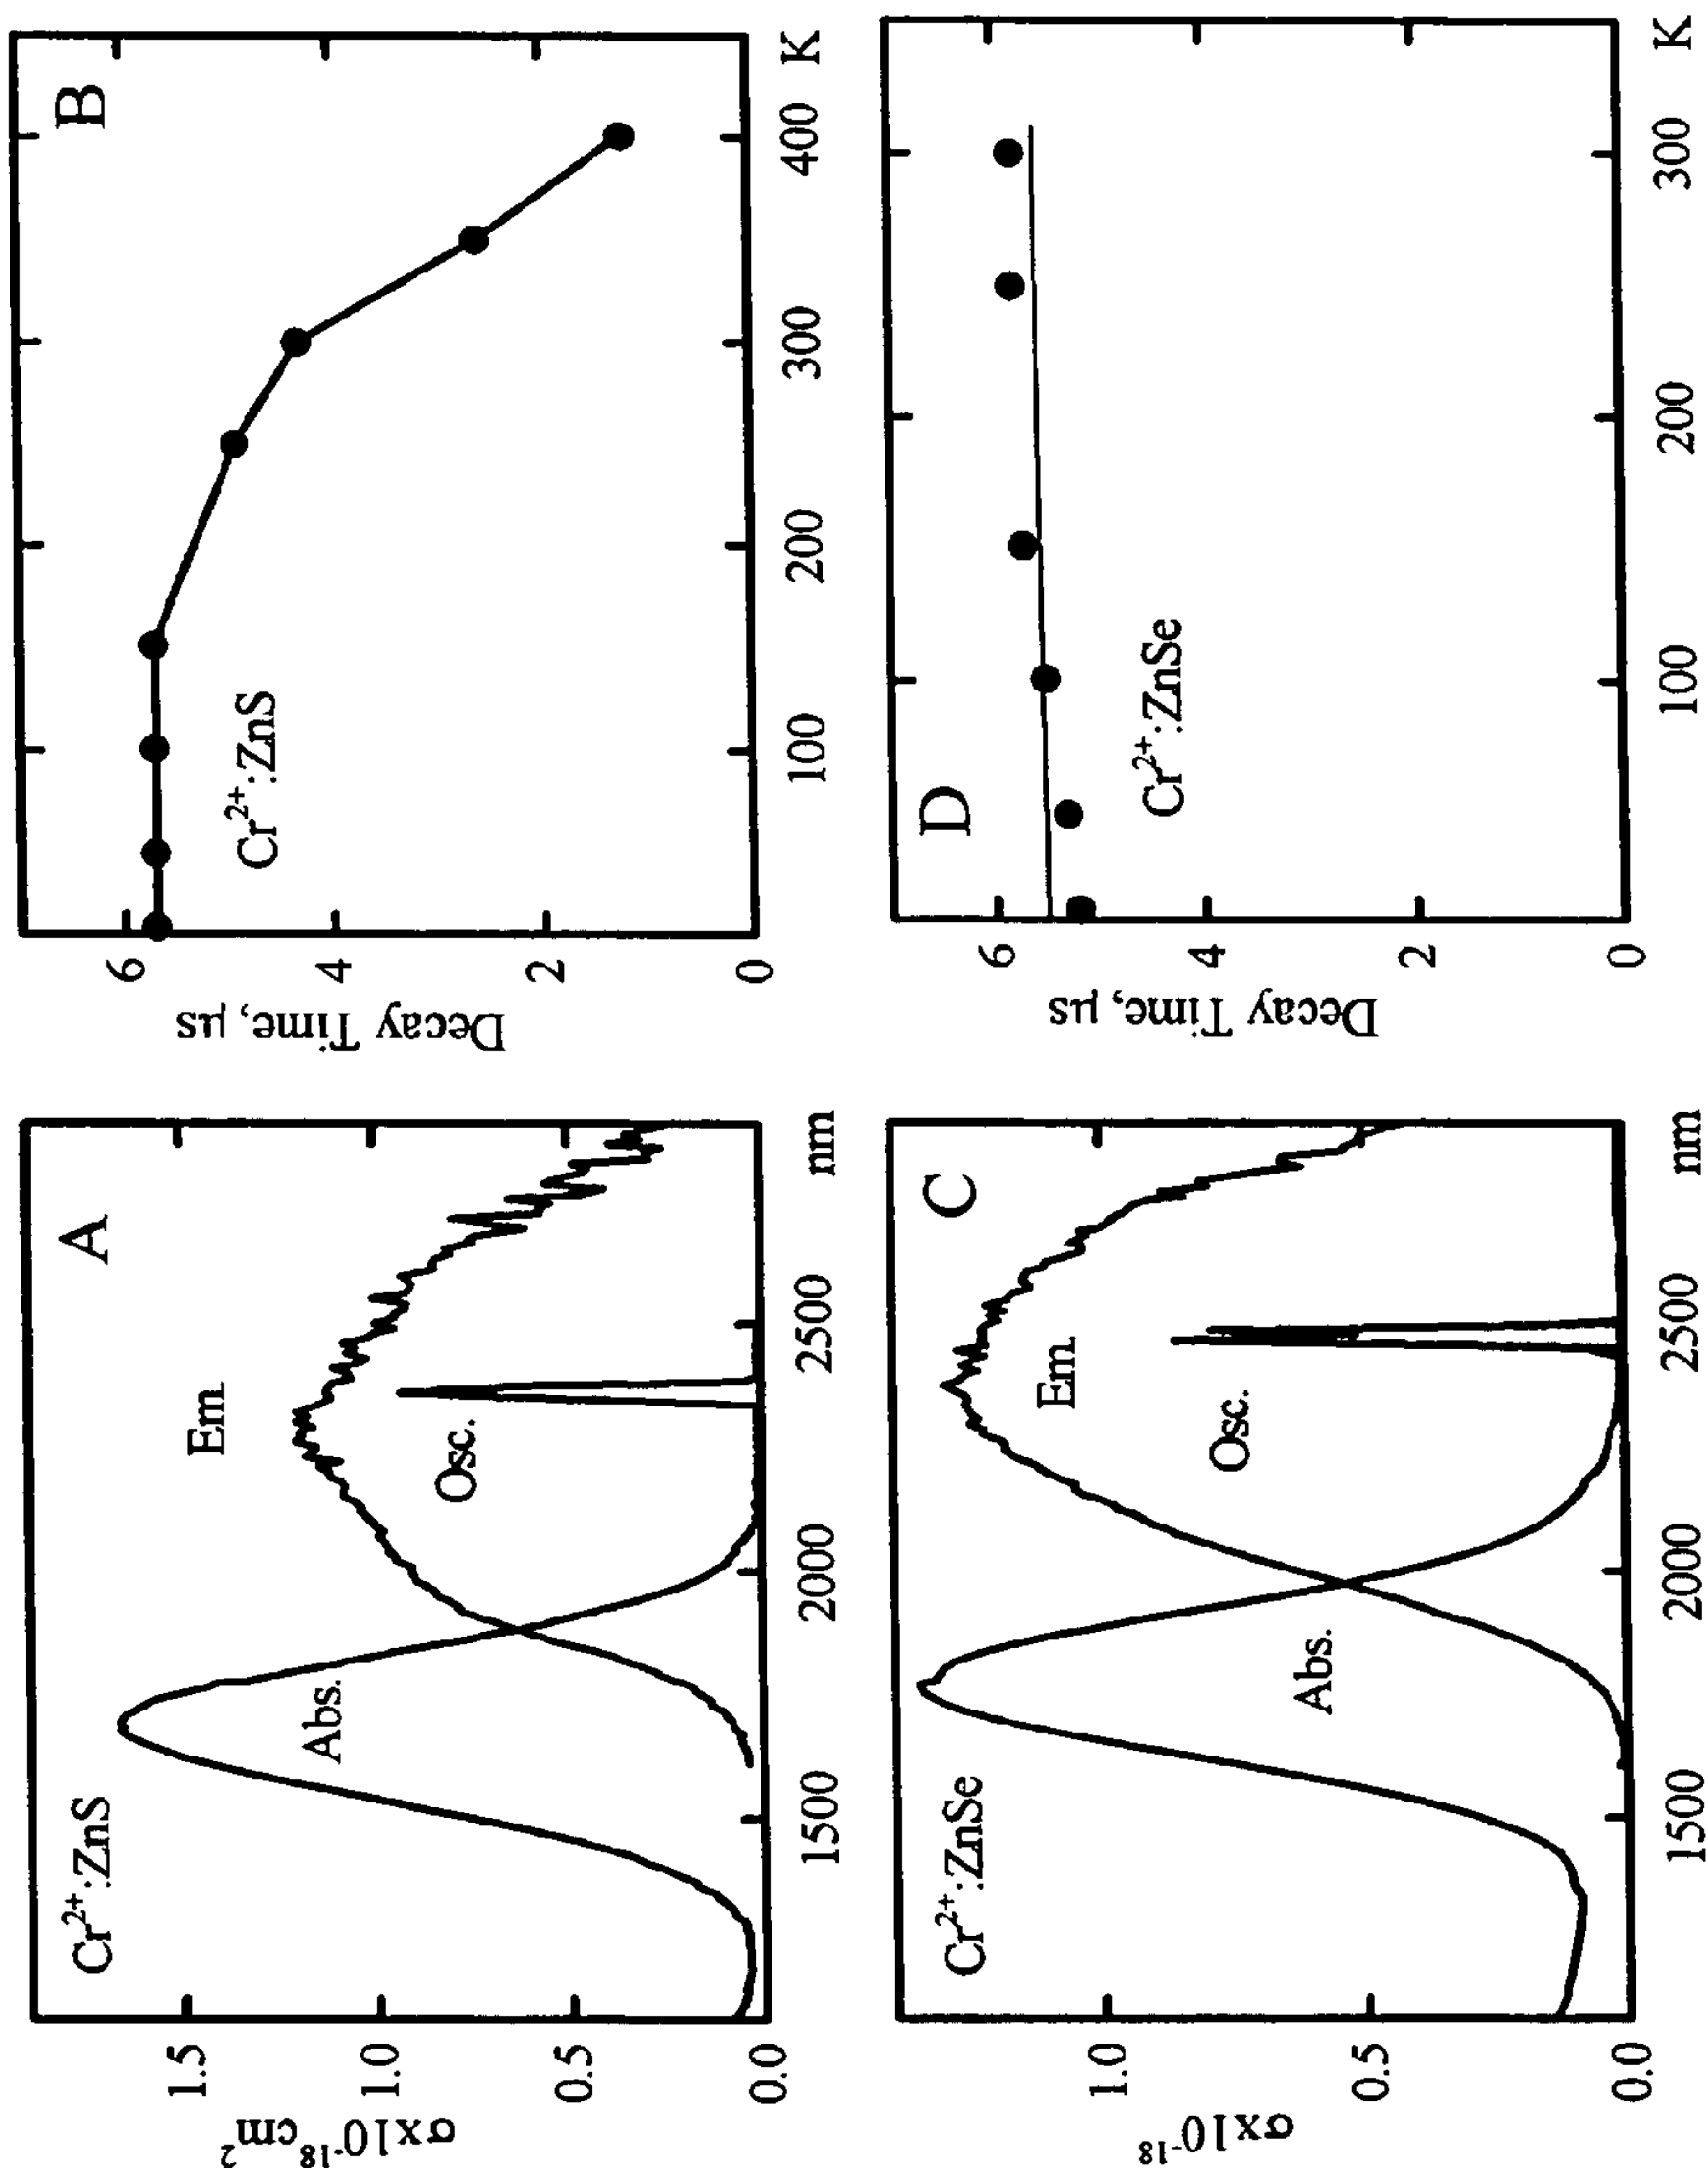 Cr²⁺:ZnS
A
σx10⁻¹⁸cm²
1.5
1.0
0.5
0.0
Abs.
Em.
Osc.
1500
2000
2500
nm
B
Cr²⁺:ZnS
Decay Time, μs
6
4
2
0
100
200
300
400
K
Cr²⁺:ZnSe
C
σx10⁻¹⁸
1.0
0.5
0.0
Abs.
Em.
Osc.
1500
2000
2500
nm
D
Cr²⁺:ZnSe
Decay Time, μs
6
4
2
0
100
200
300
K